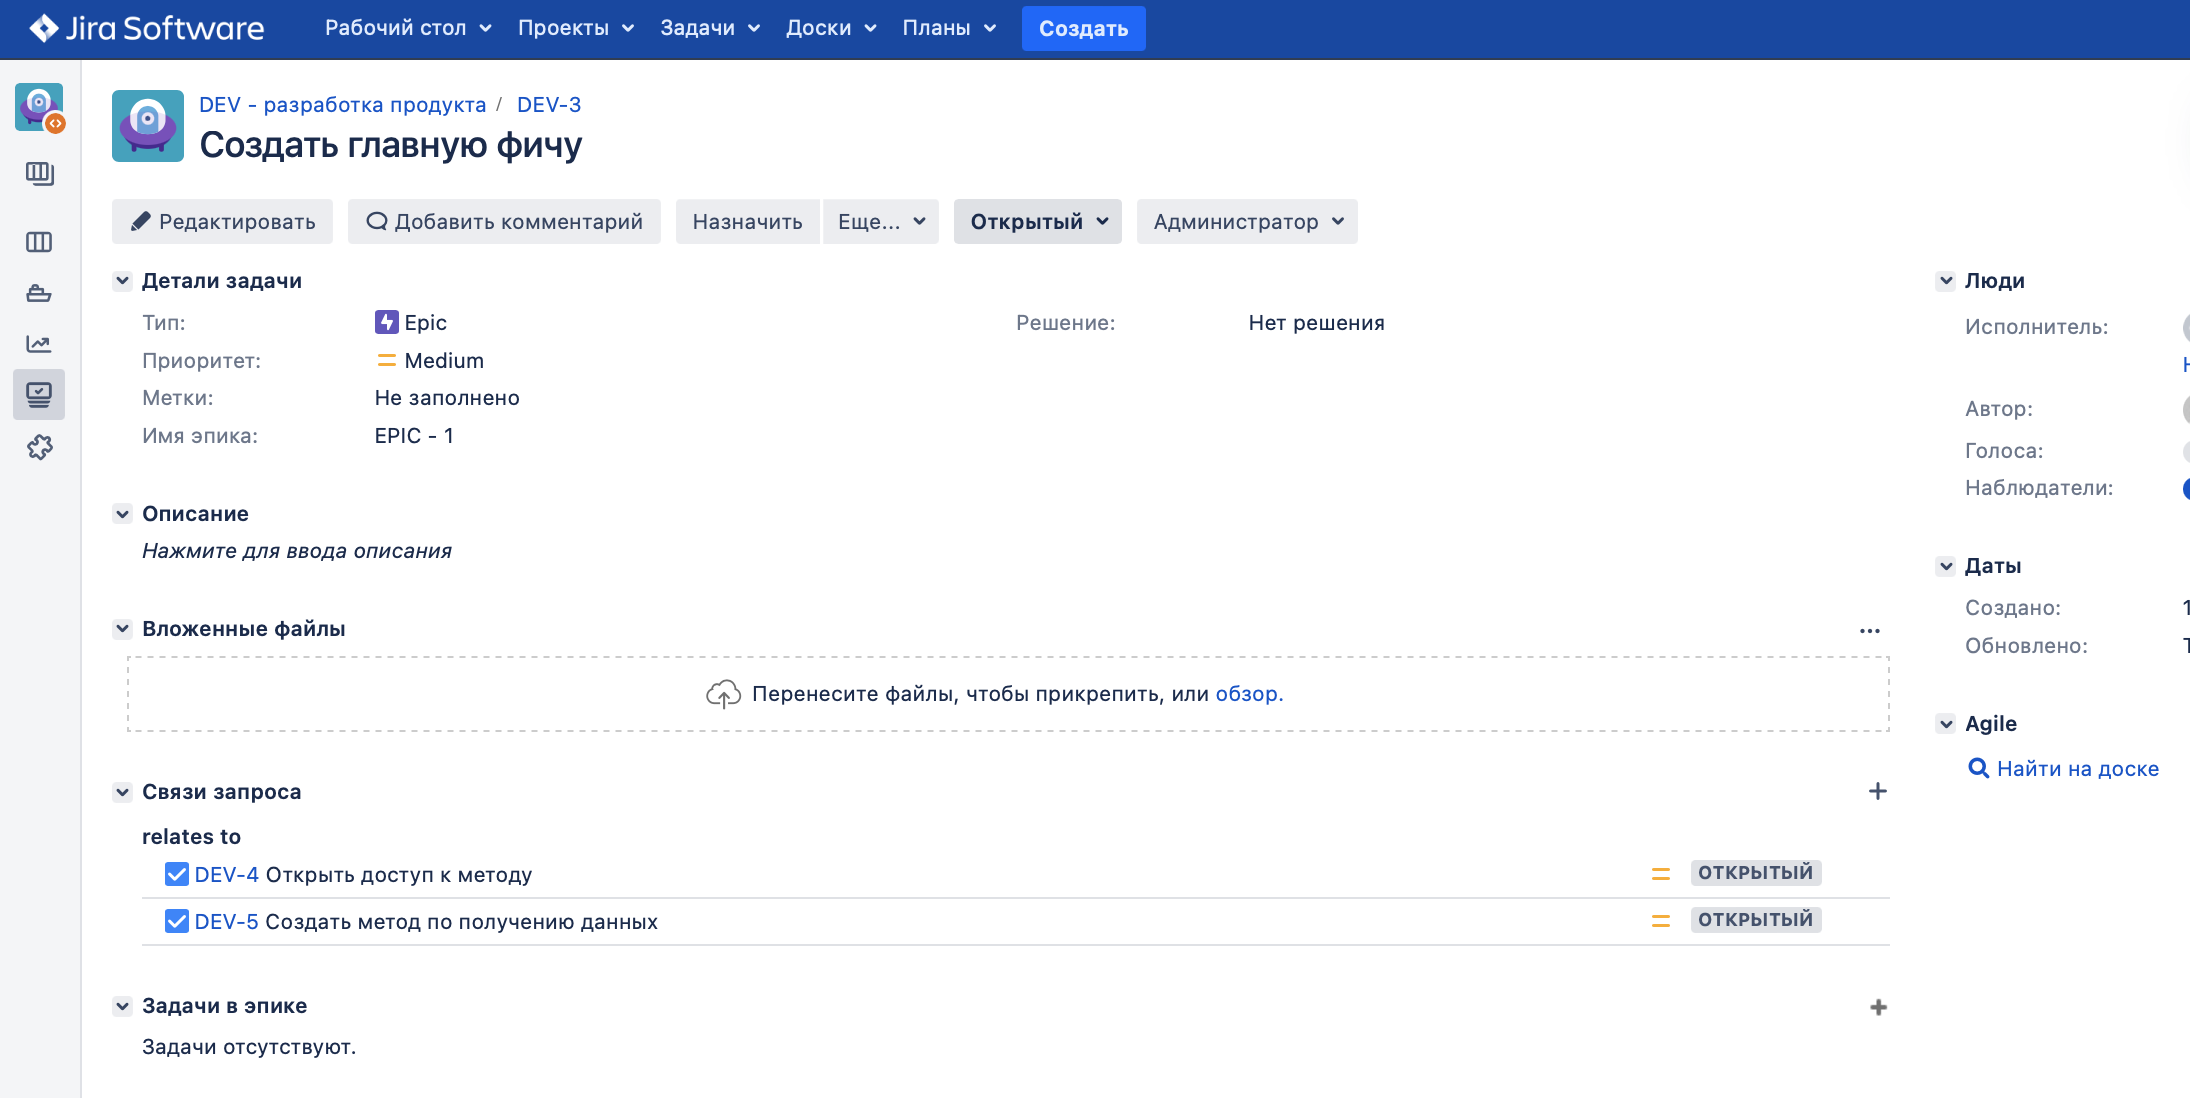 Jira Software Рабочий стол Проекты Задачи Доски Планы Создать
DEV - разработка продукта / DEV-3
Создать главную фичу
Редактировать Добавить комментарий Назначить Еще... Открытый Администратор
Детали задачи
Тип: Epic
Приоритет: Medium
Метки: Не заполнено
Имя эпика: EPIC - 1
Решение: Нет решения
Описание
Нажмите для ввода описания
Вложенные файлы
Перенесите файлы, чтобы прикрепить, или обзор.
Связи запроса
relates to
DEV-4 Открыть доступ к методу ОТКРЫТЫЙ
DEV-5 Создать метод по получению данных ОТКРЫТЫЙ
Задачи в эпике
Задачи отсутствуют.
Люди
Исполнитель:
Автор:
Голоса:
Наблюдатели:
Даты
Создано:
Обновлено:
Agile
Найти на доске